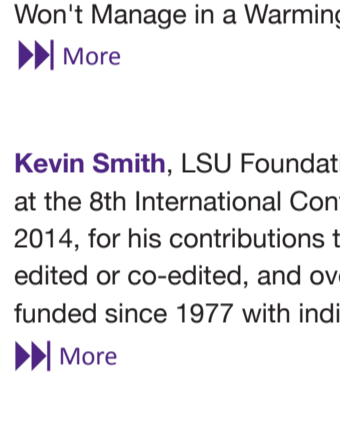 Won't Manage in a Warming
More
Kevin Smith, LSU Foundati
at the 8th International Con
2014, for his contributions t
edited or co-edited, and ov
funded since 1977 with indi
More